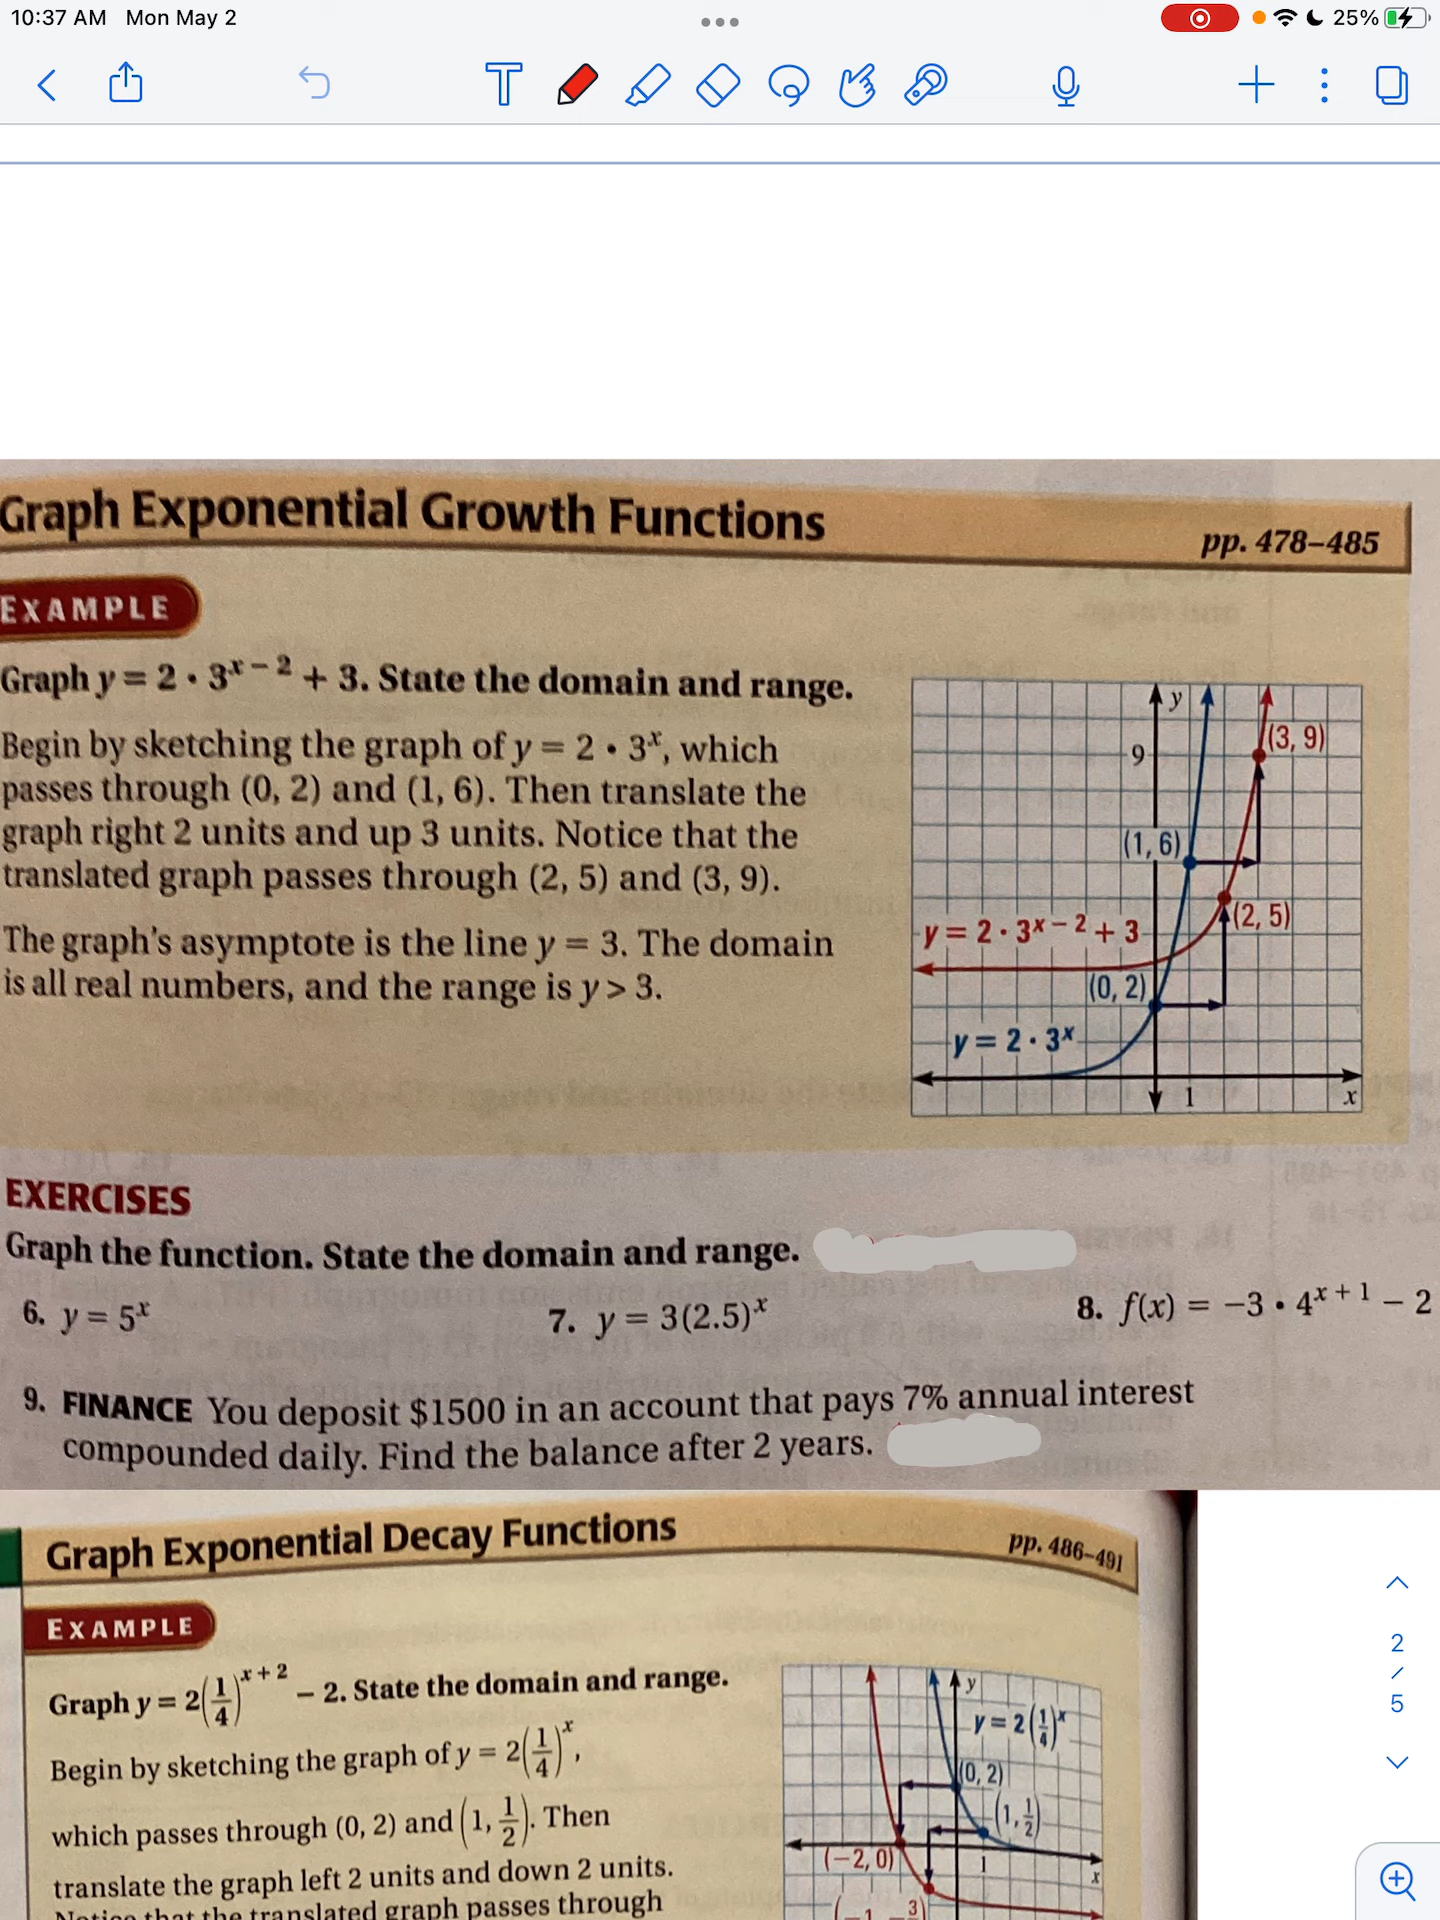 10:37 AM Mon May 2
25%
Graph Exponential Growth Functions
pp. 478–485
EXAMPLE
Graph y = 2 • 3^(x – 2) + 3. State the domain and range.
Begin by sketching the graph of y = 2 • 3^x, which
passes through (0, 2) and (1, 6). Then translate the
graph right 2 units and up 3 units. Notice that the
translated graph passes through (2, 5) and (3, 9).
The graph's asymptote is the line y = 3. The domain
is all real numbers, and the range is y > 3.
y
(3, 9)
9
(1, 6)
(2, 5)
y = 2 • 3^(x – 2) + 3
(0, 2)
y = 2 • 3^x
1
x
EXERCISES
Graph the function. State the domain and range.
6. y = 5^x
7. y = 3(2.5)^x
8. f(x) = –3 • 4^(x + 1) – 2
9. FINANCE You deposit $1500 in an account that pays 7% annual interest
compounded daily. Find the balance after 2 years.
Graph Exponential Decay Functions
pp. 486–491
EXAMPLE
Graph y = 2(1/4)^(x + 2) – 2. State the domain and range.
Begin by sketching the graph of y = 2(1/4)^x,
which passes through (0, 2) and (1, 1/2). Then
translate the graph left 2 units and down 2 units.
Notice that the translated graph passes through
y
y = 2(1/4)^x
(0, 2)
(1, 1/2)
(–2, 0)
1
x
2
/
5